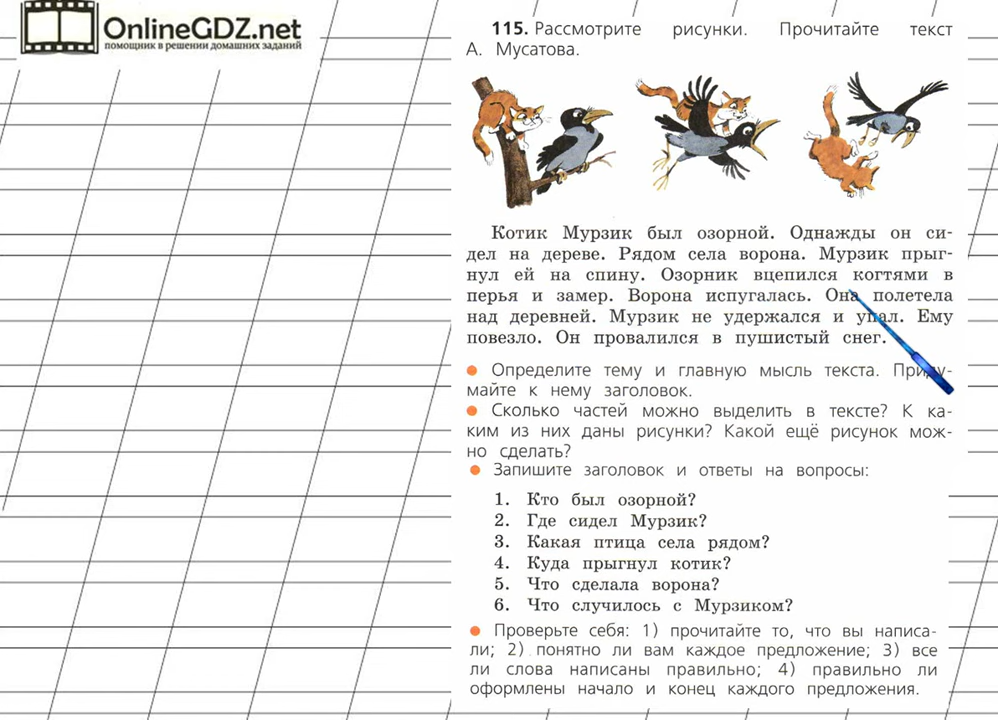 OnlineGDZ.net
помощник в решении домашних заданий
115. Рассмотрите рисунки. Прочитайте текст
А. Мусатова.
Котик Мурзик был озорной. Однажды он си-
дел на дереве. Рядом села ворона. Мурзик прыг-
нул ей на спину. Озорник вцепился когтями в
перья и замер. Ворона испугалась. Она полетела
над деревней. Мурзик не удержался и упал. Ему
повезло. Он провалился в пушистый снег.
Определите тему и главную мысль текста. Приду-
майте к нему заголовок.
Сколько частей можно выделить в тексте? К ка-
ким из них даны рисунки? Какой ещё рисунок мож-
но сделать?
Запишите заголовок и ответы на вопросы:
1. Кто был озорной?
2. Где сидел Мурзик?
3. Какая птица села рядом?
4. Куда прыгнул котик?
5. Что сделала ворона?
6. Что случилось с Мурзиком?
Проверьте себя: 1) прочитайте то, что вы написа-
ли; 2) понятно ли вам каждое предложение; 3) все
ли слова написаны правильно; 4) правильно ли
оформлены начало и конец каждого предложения.